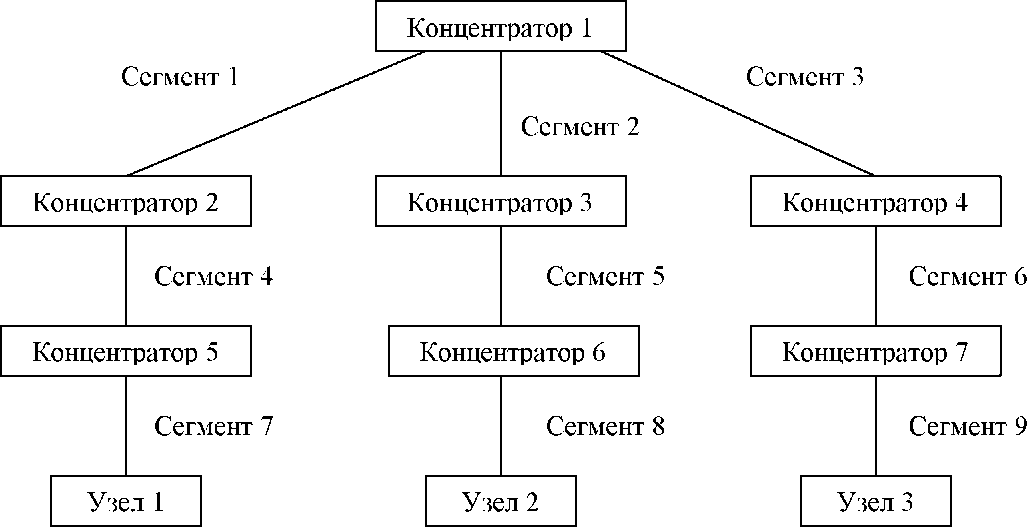 Концентратор 1
Сегмент 1
Сегмент 3
Сегмент 2
Концентратор 2
Концентратор 3
Концентратор 4
Сегмент 4
Сегмент 5
Сегмент 6
Концентратор 5
Концентратор 6
Концентратор 7
Сегмент 7
Сегмент 8
Сегмент 9
Узел 1
Узел 2
Узел 3